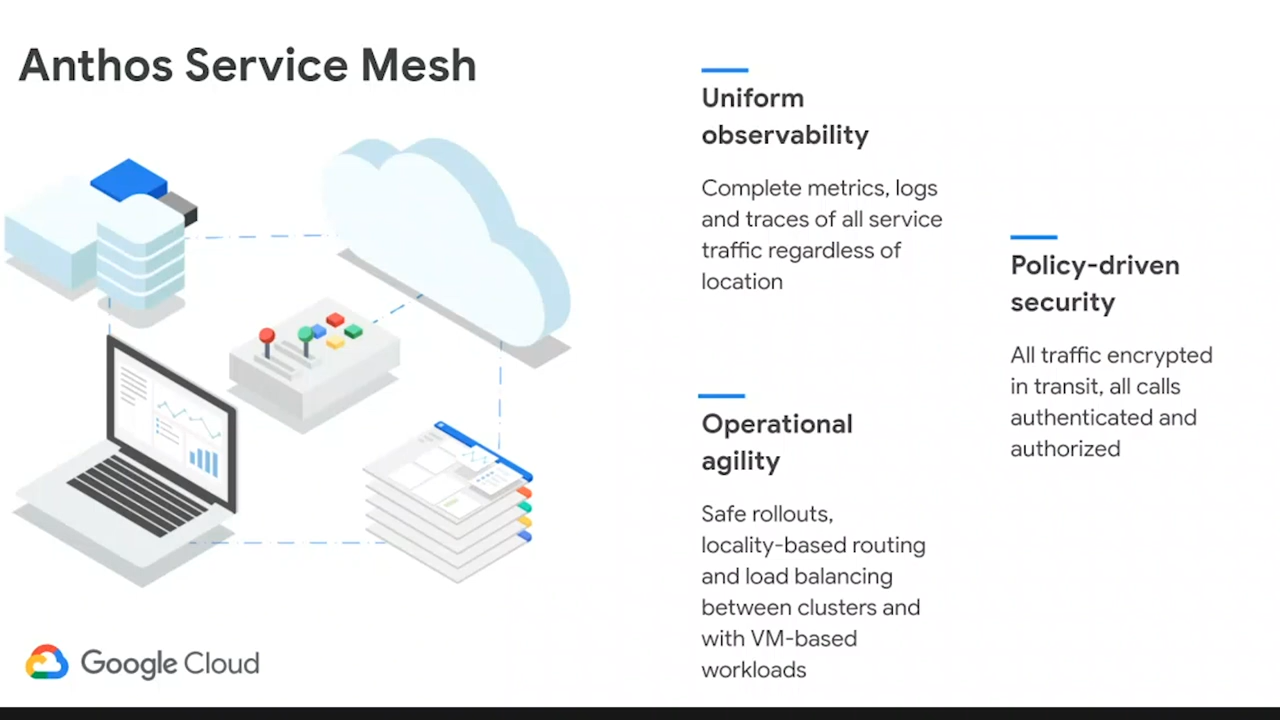 Anthos Service Mesh
Uniform
observability
Complete metrics, logs
and traces of all service
traffic regardless of
location
Policy-driven
security
All traffic encrypted
in transit, all calls
authenticated and
authorized
Operational
agility
Safe rollouts,
locality-based routing
and load balancing
between clusters and
with VM-based
workloads
Google Cloud